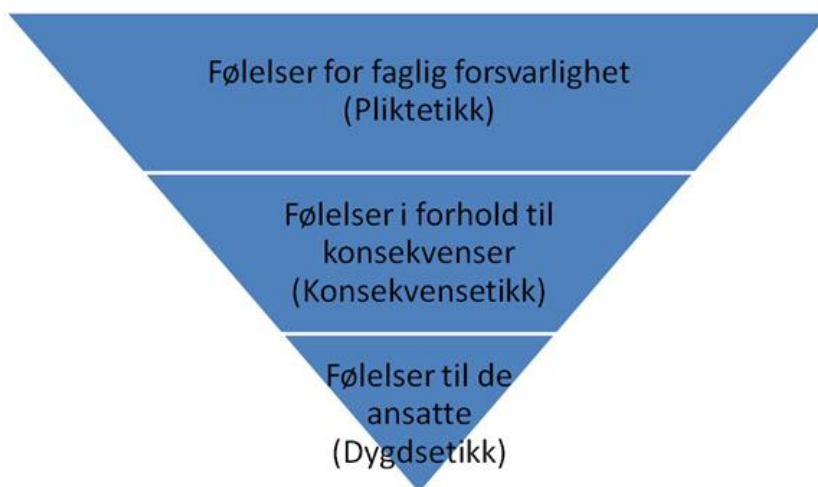 Følelser for faglig forsvarlighet
(Pliktetikk)
Følelser i forhold til
konsekvenser
(Konsekvensetikk)
Følelser til de
ansatte
(Dygdsetikk)